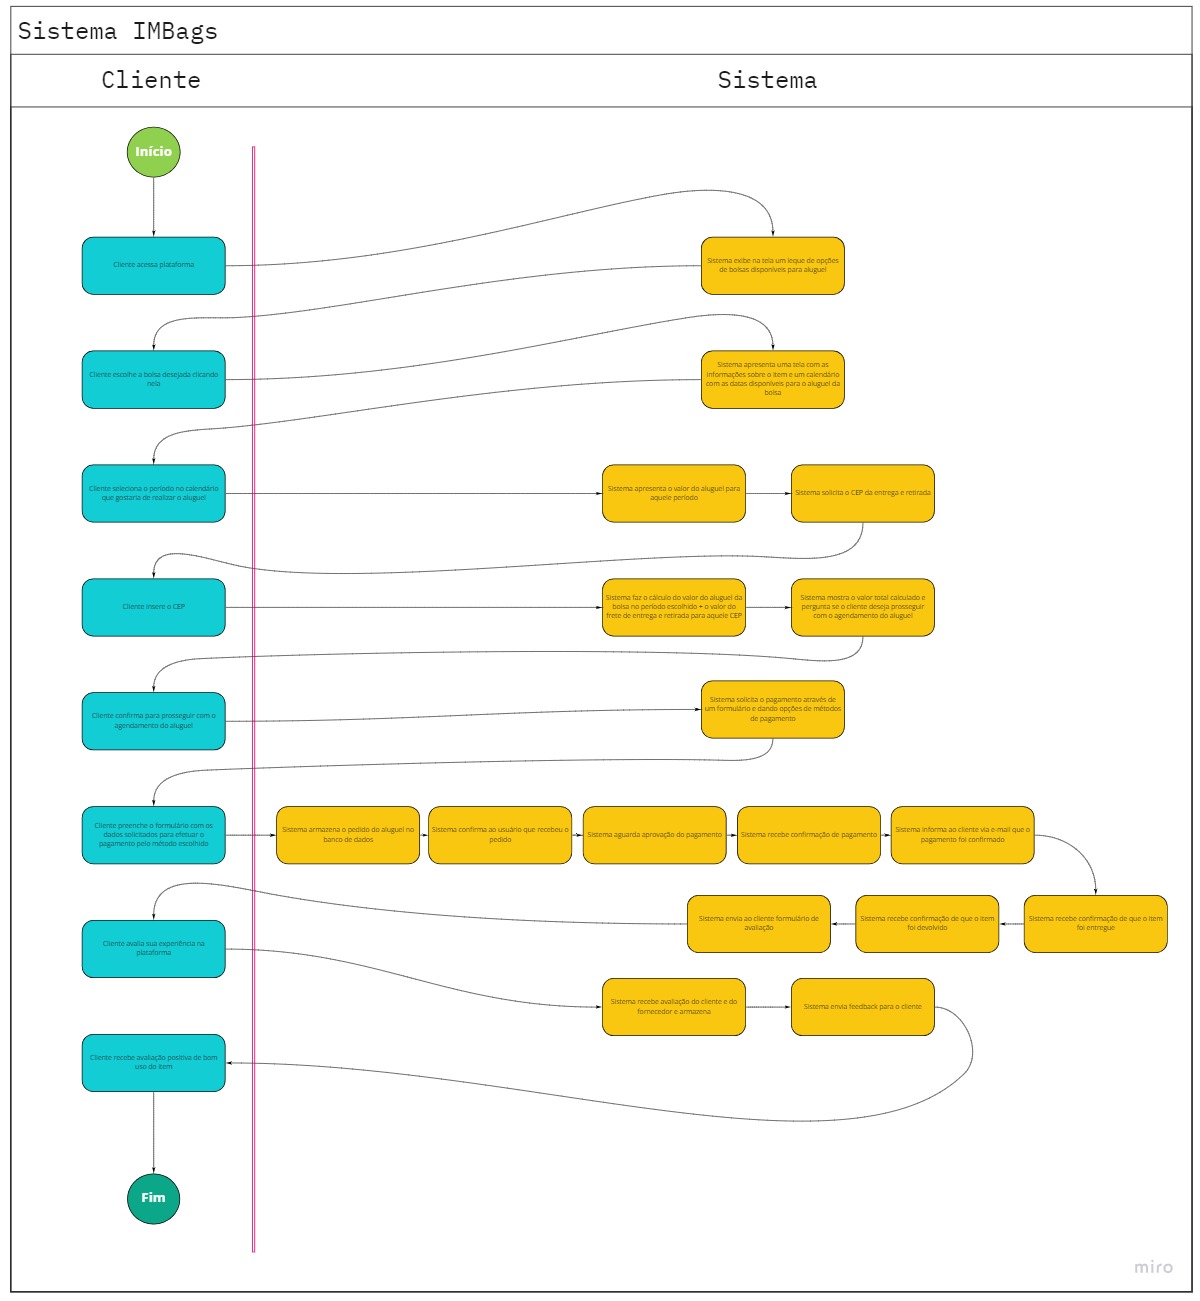 Sistema IMBags
Cliente
Sistema
Início
Cliente acessa plataforma
Sistema exibe na tela um leque de opções
de bolsas disponíveis para aluguel
Cliente escolhe a bolsa desejada clicando
nela
Sistema apresenta uma tela com as
informações sobre o item e um calendário
com as datas disponíveis para o aluguel da
bolsa
Cliente seleciona o período no calendário
que gostaria de realizar o aluguel
Sistema apresenta o valor do aluguel para
aquele período
Sistema solicita o CEP da entrega e retirada
Cliente insere o CEP
Sistema faz o cálculo do valor do aluguel da
bolsa no período escolhido + o valor do
frete de entrega e retirada para aquele CEP
Sistema mostra o valor total calculado e
pergunta se o cliente deseja prosseguir
com o agendamento do aluguel
Cliente confirma para prosseguir com o
agendamento do aluguel
Sistema solicita o pagamento através de
um formulário e dando opções de métodos
de pagamento
Cliente preenche o formulário com os
dados solicitados para efetuar o
pagamento pelo método escolhido
Sistema armazena o pedido do aluguel no
banco de dados
Sistema confirma ao usuário que recebeu o
pedido
Sistema aguarda aprovação do pagamento
Sistema recebe confirmação de pagamento
Sistema informa ao cliente via e-mail que o
pagamento foi confirmado
Sistema recebe confirmação de que o item
foi entregue
Sistema recebe confirmação de que o item
foi devolvido
Sistema envia ao cliente formulário de
avaliação
Cliente avalia sua experiência na
plataforma
Sistema recebe avaliação do cliente e do
fornecedor e armazena
Sistema envia feedback para o cliente
Cliente recebe avaliação positiva de bom
uso do item
Fim
miro